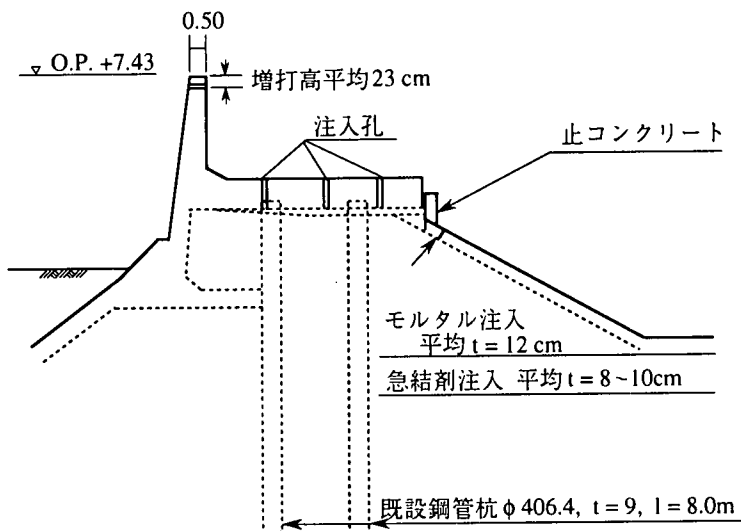 0.50
O.P. +7.43
増打高平均23 cm
注入孔
止コンクリート
モルタル注入
平均 t = 12 cm
急結剤注入 平均 t = 8~10cm
既設鋼管杭 φ 406.4, t = 9, l = 8.0m